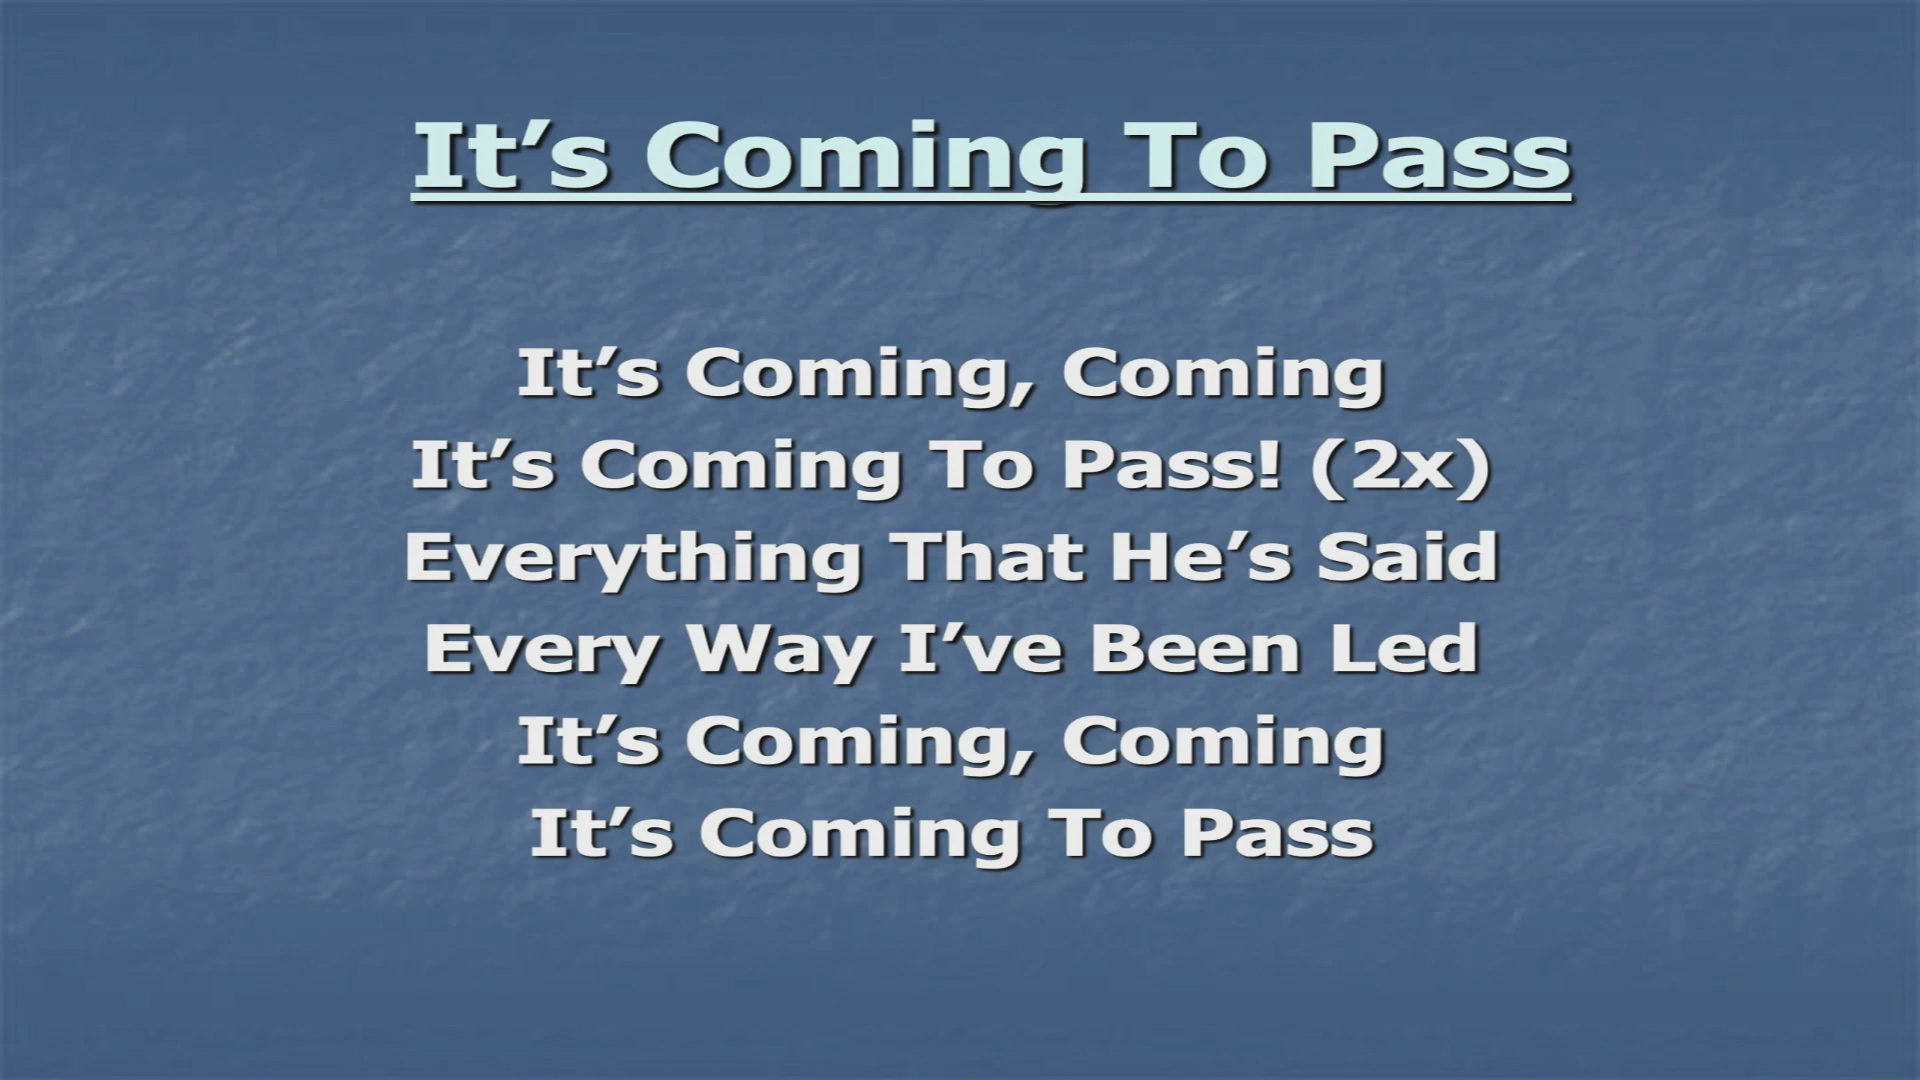 It’s Coming To Pass
It’s Coming, Coming
It’s Coming To Pass! (2x)
Everything That He’s Said
Every Way I’ve Been Led
It’s Coming, Coming
It’s Coming To Pass